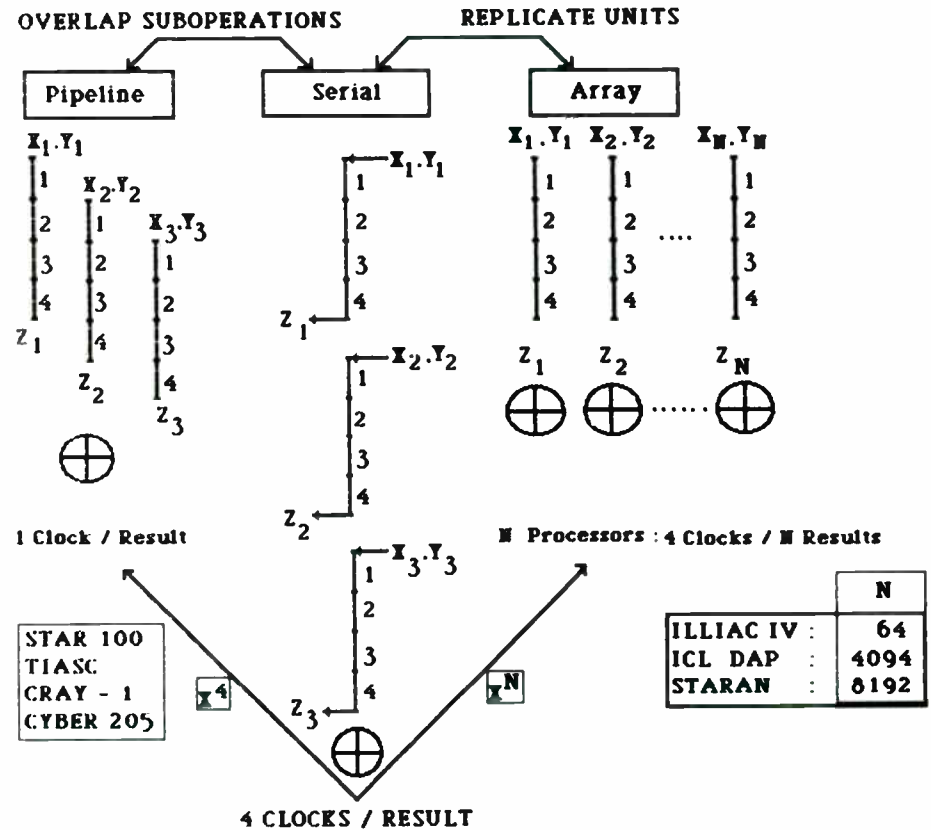 OVERLAP SUBOPERATIONS
REPLICATE UNITS
Pipeline
Serial
Array
X1.Y1
1
2
3
4
Z1
X2.Y2
1
2
3
4
Z2
X3.Y3
1
2
3
4
Z3
1 Clock / Result
X1.Y1
1
2
3
4
Z1
X2.Y2
1
2
3
4
Z2
X3.Y3
1
2
3
4
Z3
X1.Y1
1
2
3
4
Z1
X2.Y2
1
2
3
4
Z2
....
XN.YN
1
2
3
4
ZN
......
N Processors : 4 Clocks / N Results
STAR 100
TIASC
CRAY - 1
CYBER 205
X4
XN
N
ILLIAC IV : 64
ICL DAP : 4094
STARAN : 8192
4 CLOCKS / RESULT